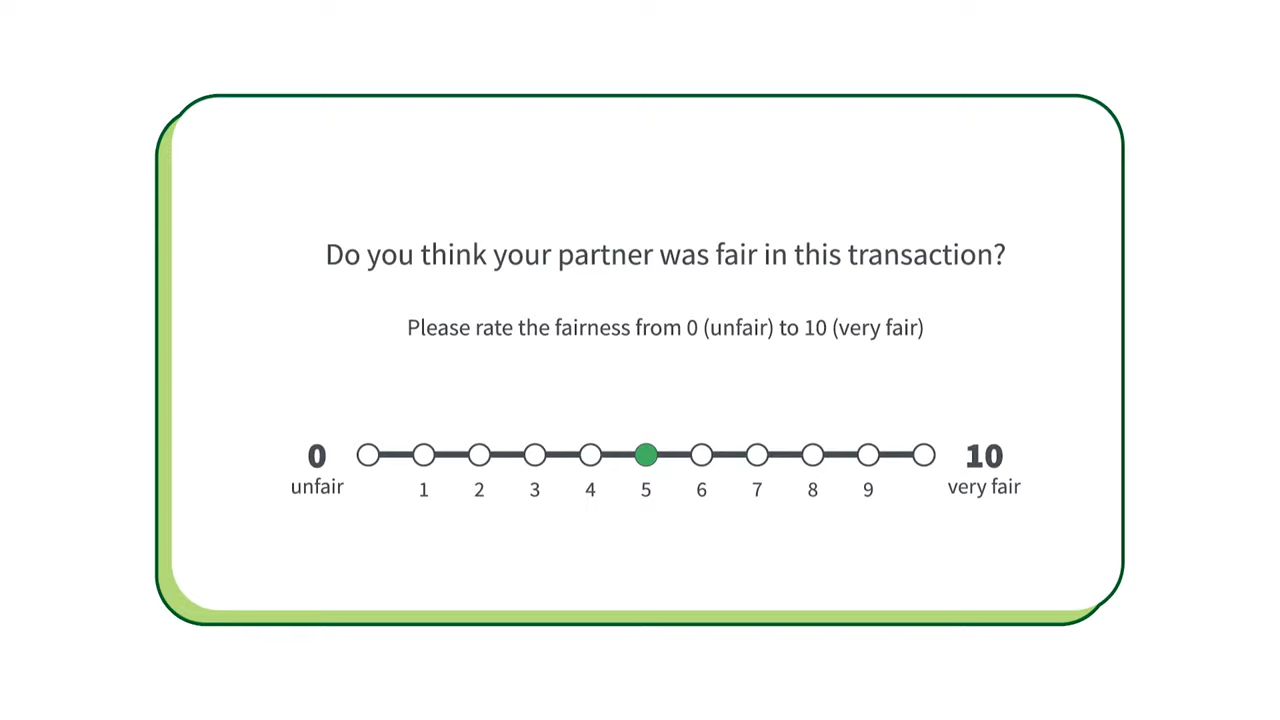 Do you think your partner was fair in this transaction?
Please rate the fairness from 0 (unfair) to 10 (very fair)
0 10
unfair 1 2 3 4 5 6 7 8 9 very fair